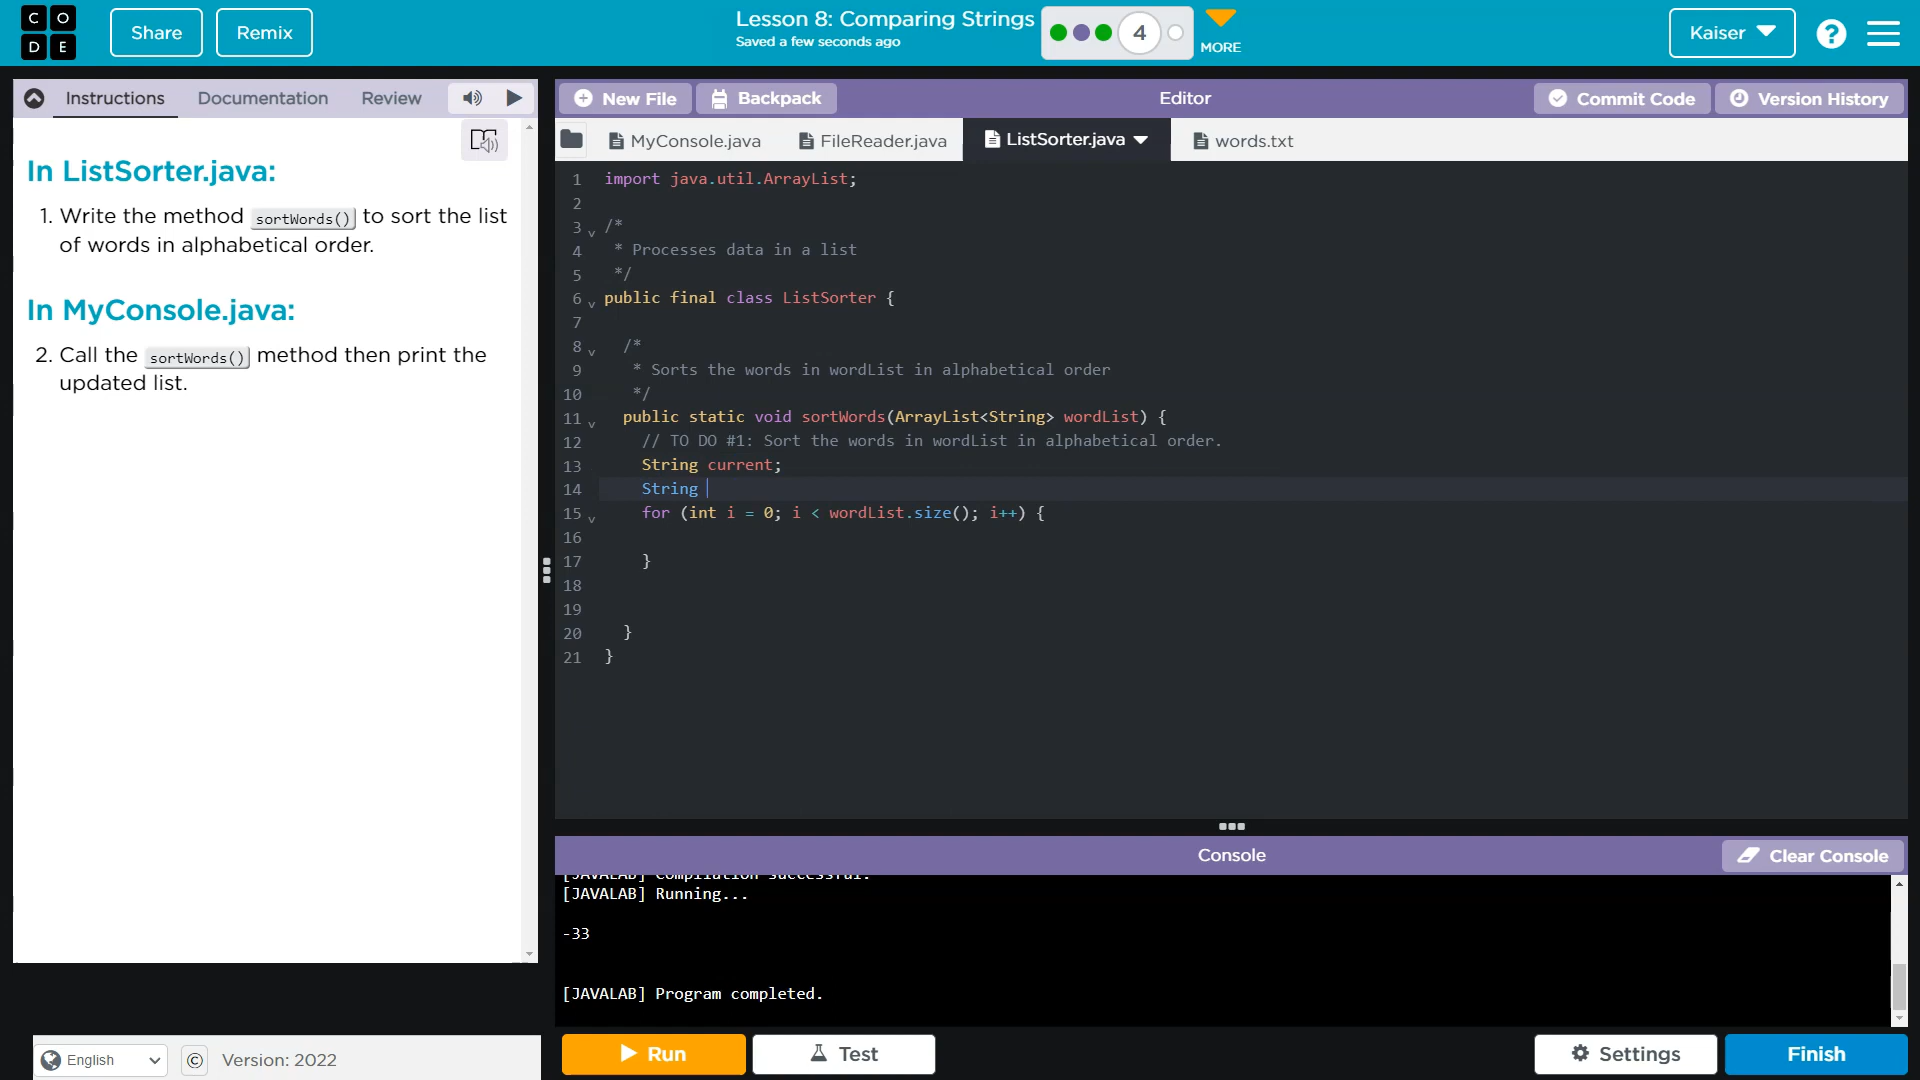 C O D E
Share
Remix
Lesson 8: Comparing Strings
Saved a few seconds ago
4
MORE
Kaiser
?
Instructions
Documentation
Review
In ListSorter.java:
1. Write the method sortWords() to sort the list
of words in alphabetical order.
In MyConsole.java:
2. Call the sortWords() method then print the
updated list.
New File
Backpack
Editor
Commit Code
Version History
MyConsole.java
FileReader.java
ListSorter.java
words.txt
1 import java.util.ArrayList;
2
3 /*
4 * Processes data in a list
5 */
6 public final class ListSorter {
7
8 /*
9 * Sorts the words in wordList in alphabetical order
10 */
11 public static void sortWords(ArrayList<String> wordList) {
12 // TO DO #1: Sort the words in wordList in alphabetical order.
13 String current;
14 String
15 for (int i = 0; i < wordList.size(); i++) {
16
17 }
18
19
20 }
21 }
Console
Clear Console
[JAVALAB] Compilation successful.
[JAVALAB] Running...
-33
[JAVALAB] Program completed.
English
©
Version: 2022
Run
Test
Settings
Finish